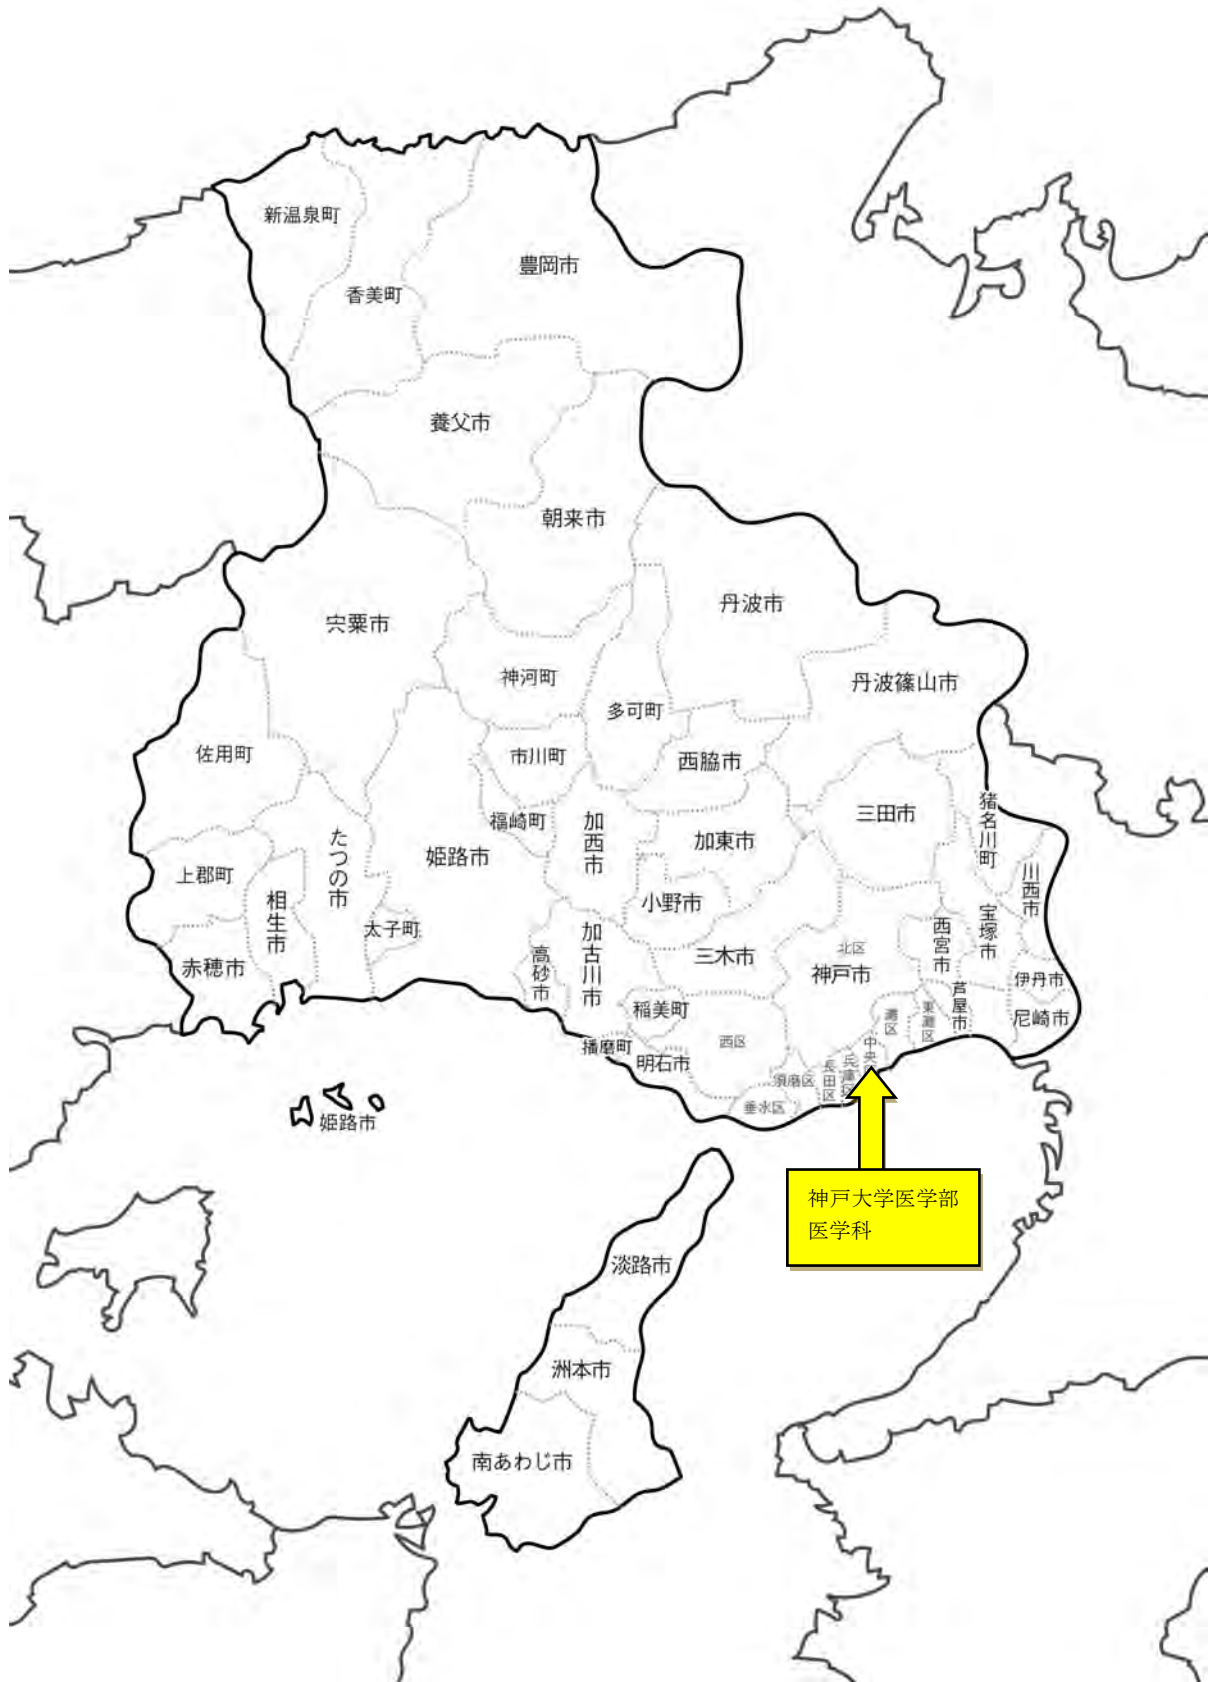 新温泉町
豊岡市
香美町
養父市
朝来市
丹波市
宍粟市
神河町
丹波篠山市
多可町
佐用町
市川町
西脇市
猪名川町
三田市
福崎町
加西市
加東市
たつの市
姫路市
上郡町
川西市
相生市
小野市
太子町
加古川市
西宮市
宝塚市
北区
三木市
赤穂市
高砂市
神戸市
伊丹市
芦屋市
稲美町
灘区
東灘区
尼崎市
播磨町
明石市
西区
中央
須磨区
長田区
兵庫区
垂水区
姫路市
神戸大学医学部
医学科
淡路市
洲本市
南あわじ市